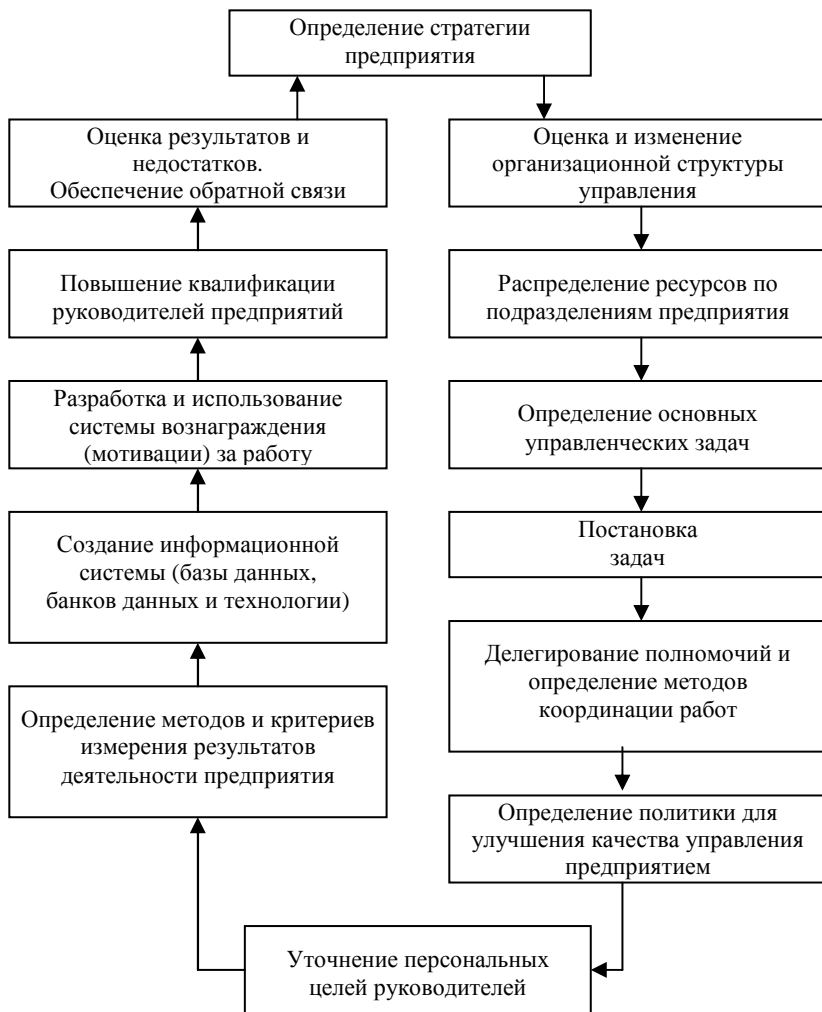 Определение стратегии
предприятия
Оценка и изменение
организационной структуры
управления
Распределение ресурсов по
подразделениям предприятия
Определение основных
управленческих задач
Постановка
задач
Делегирование полномочий и
определение методов
координации работ
Определение политики для
улучшения качества управления
предприятием
Уточнение персональных
целей руководителей
Определение методов и критериев
измерения результатов
деятельности предприятия
Создание информационной
системы (базы данных,
банков данных и технологии)
Разработка и использование
системы вознаграждения
(мотивации) за работу
Повышение квалификации
руководителей предприятий
Оценка результатов и
недостатков.
Обеспечение обратной связи